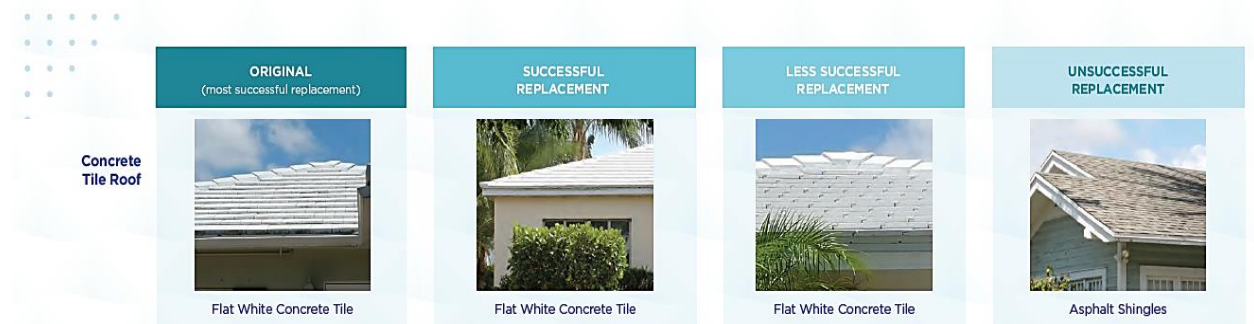 ORIGINAL
(most successful replacement)
SUCCESSFUL
REPLACEMENT
LESS SUCCESSFUL
REPLACEMENT
UNSUCCESSFUL
REPLACEMENT
Concrete
Tile Roof
Flat White Concrete Tile
Flat White Concrete Tile
Flat White Concrete Tile
Asphalt Shingles